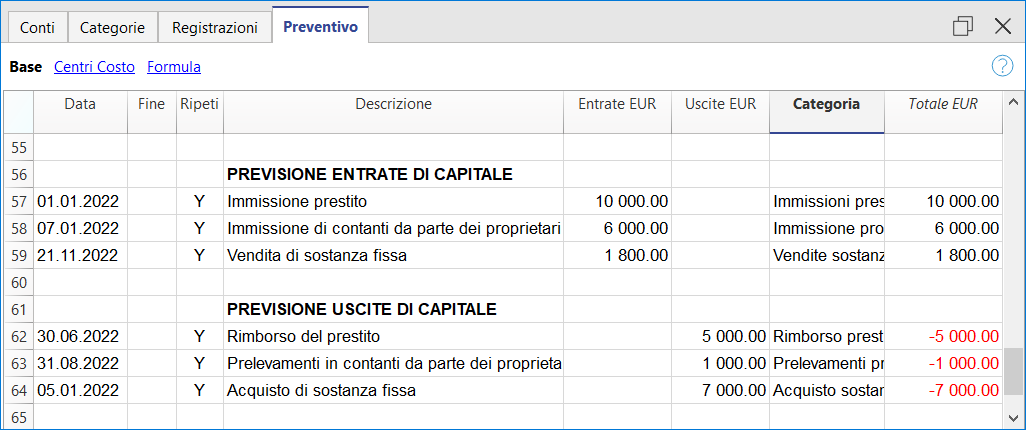 Conti Categorie Registrazioni Preventivo
Base Centri Costo Formula ?
Data Fine Ripeti Descrizione Entrate EUR Uscite EUR Categoria Totale EUR
55
56 PREVISIONE ENTRATE DI CAPITALE
57 01.01.2022 Y Immissione prestito 10 000.00 Immissioni pres 10 000.00
58 07.01.2022 Y Immissione di contanti da parte dei proprietari 6 000.00 Immissione pro 6 000.00
59 21.11.2022 Y Vendita di sostanza fissa 1 800.00 Vendite sostanz 1 800.00
60
61 PREVISIONE USCITE DI CAPITALE
62 30.06.2022 Y Rimborso del prestito 5 000.00 Rimborso prest -5 000.00
63 31.08.2022 Y Prelevamenti in contanti da parte dei proprieta 1 000.00 Prelevamenti pr -1 000.00
64 05.01.2022 Y Acquisto di sostanza fissa 7 000.00 Acquisto sostan -7 000.00
65